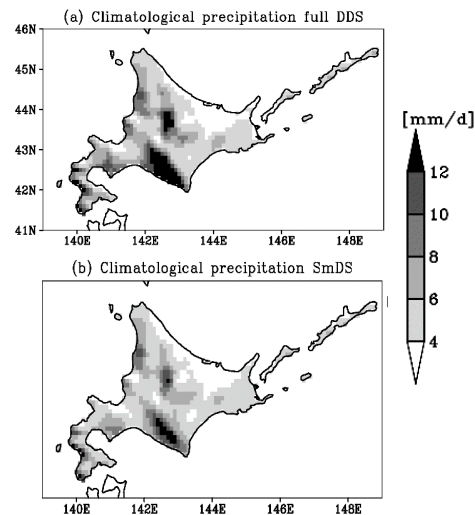 (a) Climatological precipitation full DDS
46N
45N
44N
43N
42N
41N
140E 142E 144E 146E 148E
(b) Climatological precipitation SmDS
140E 142E 144E 146E 148E
[mm/d]
12
10
8
6
4